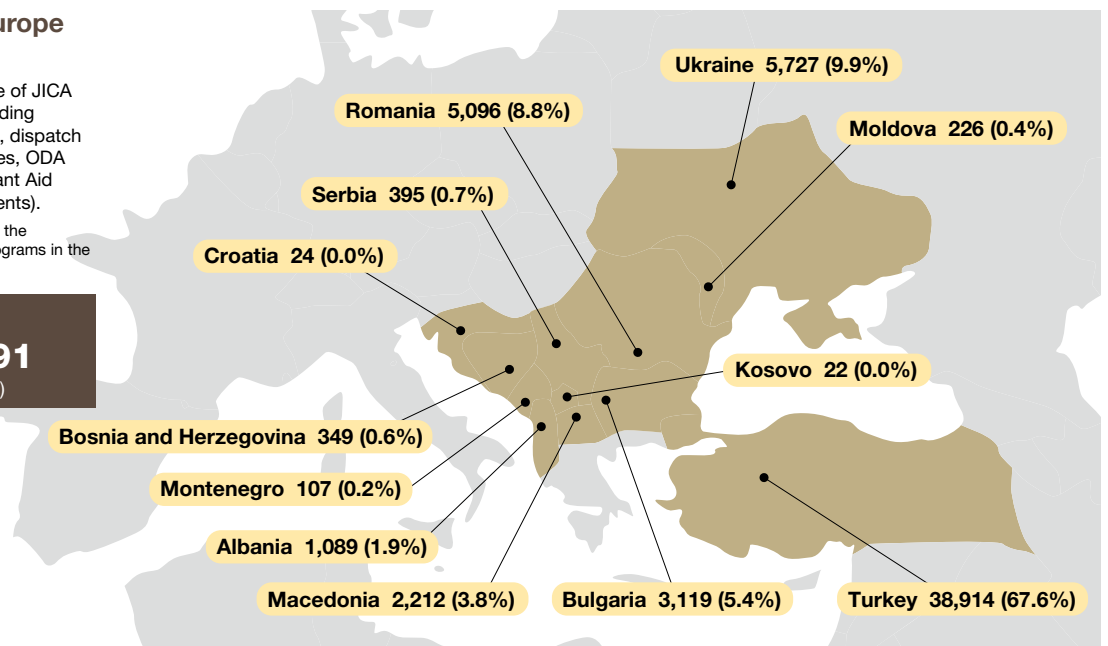 urope
e of JICA
ding
, dispatch
es, ODA
ant Aid
ents).
the
ograms in the
91
)
Ukraine 5,727 (9.9%)
Romania 5,096 (8.8%)
Moldova 226 (0.4%)
Serbia 395 (0.7%)
Croatia 24 (0.0%)
Kosovo 22 (0.0%)
Bosnia and Herzegovina 349 (0.6%)
Montenegro 107 (0.2%)
Albania 1,089 (1.9%)
Macedonia 2,212 (3.8%)
Bulgaria 3,119 (5.4%)
Turkey 38,914 (67.6%)